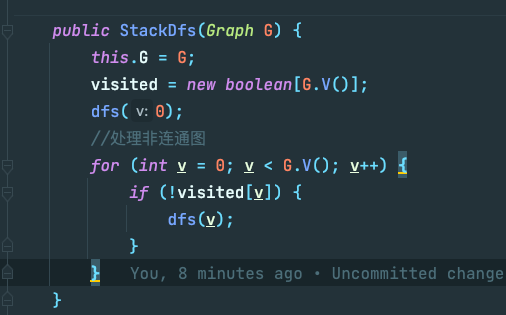 public StackDfs(Graph G) {
this.G = G;
visited = new boolean[G.V()];
dfs( v: 0);
//处理非连通图
for (int v = 0; v < G.V(); v++) {
if (!visited[v]) {
dfs(v);
}
} You, 8 minutes ago • Uncommitted change
}